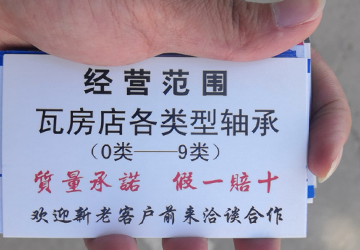 经营范围
瓦房店各类型轴承
（0类——9类）
質量承諾 假一賠十
欢迎新老客户前来洽谈合作